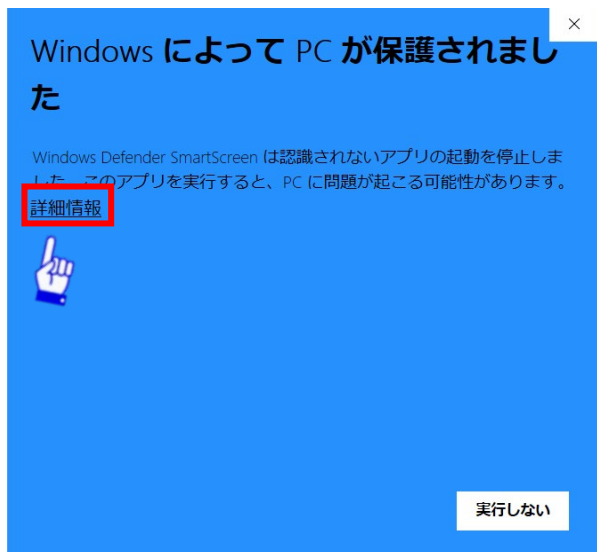 Windows によって PC が保護されまし
た
Windows Defender SmartScreen は認識されないアプリの起動を停止しま
した。このアプリを実行すると、PC に問題が起こる可能性があります。
詳細情報
実行しない